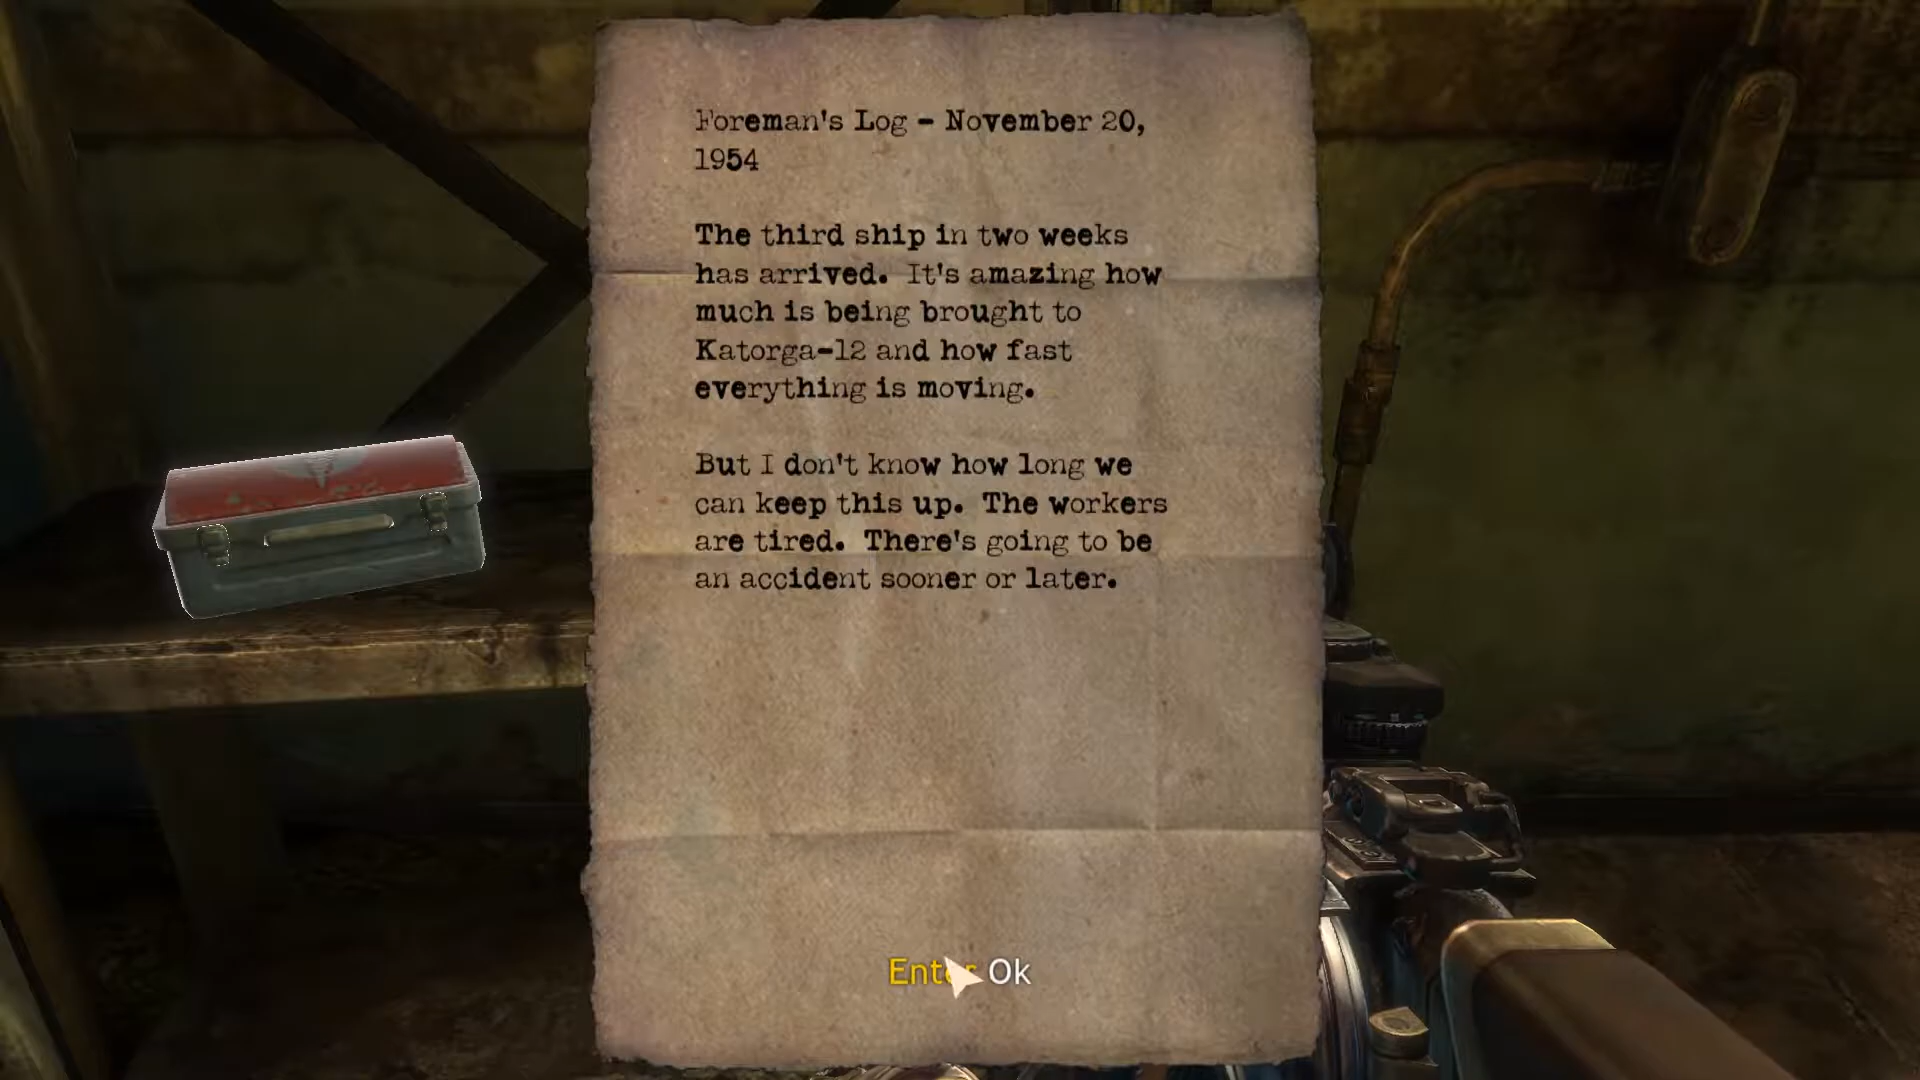 Foreman's Log - November 20,
1954
The third ship in two weeks
has arrived.  It's amazing how
much is being brought to
Katorga-12 and how fast
everything is moving.
But I don't know how long we
can keep this up.  The workers
are tired.  There's going to be
an accident sooner or later.
Enter Ok